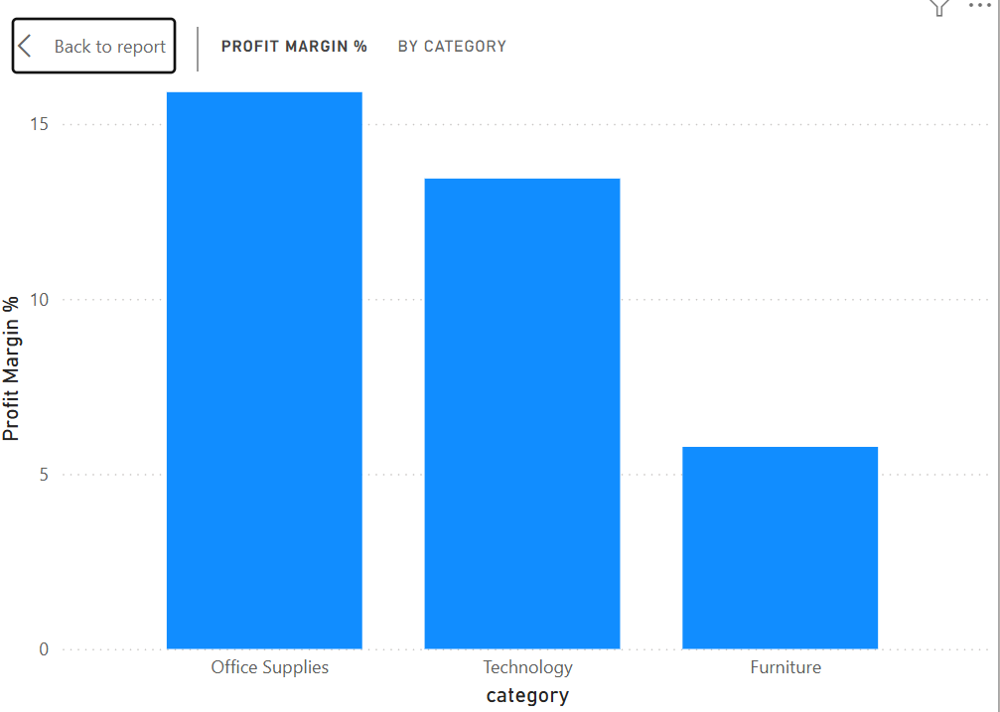 Back to report
PROFIT MARGIN %
BY CATEGORY
15
10
5
0
Profit Margin %
Office Supplies
Technology
Furniture
category